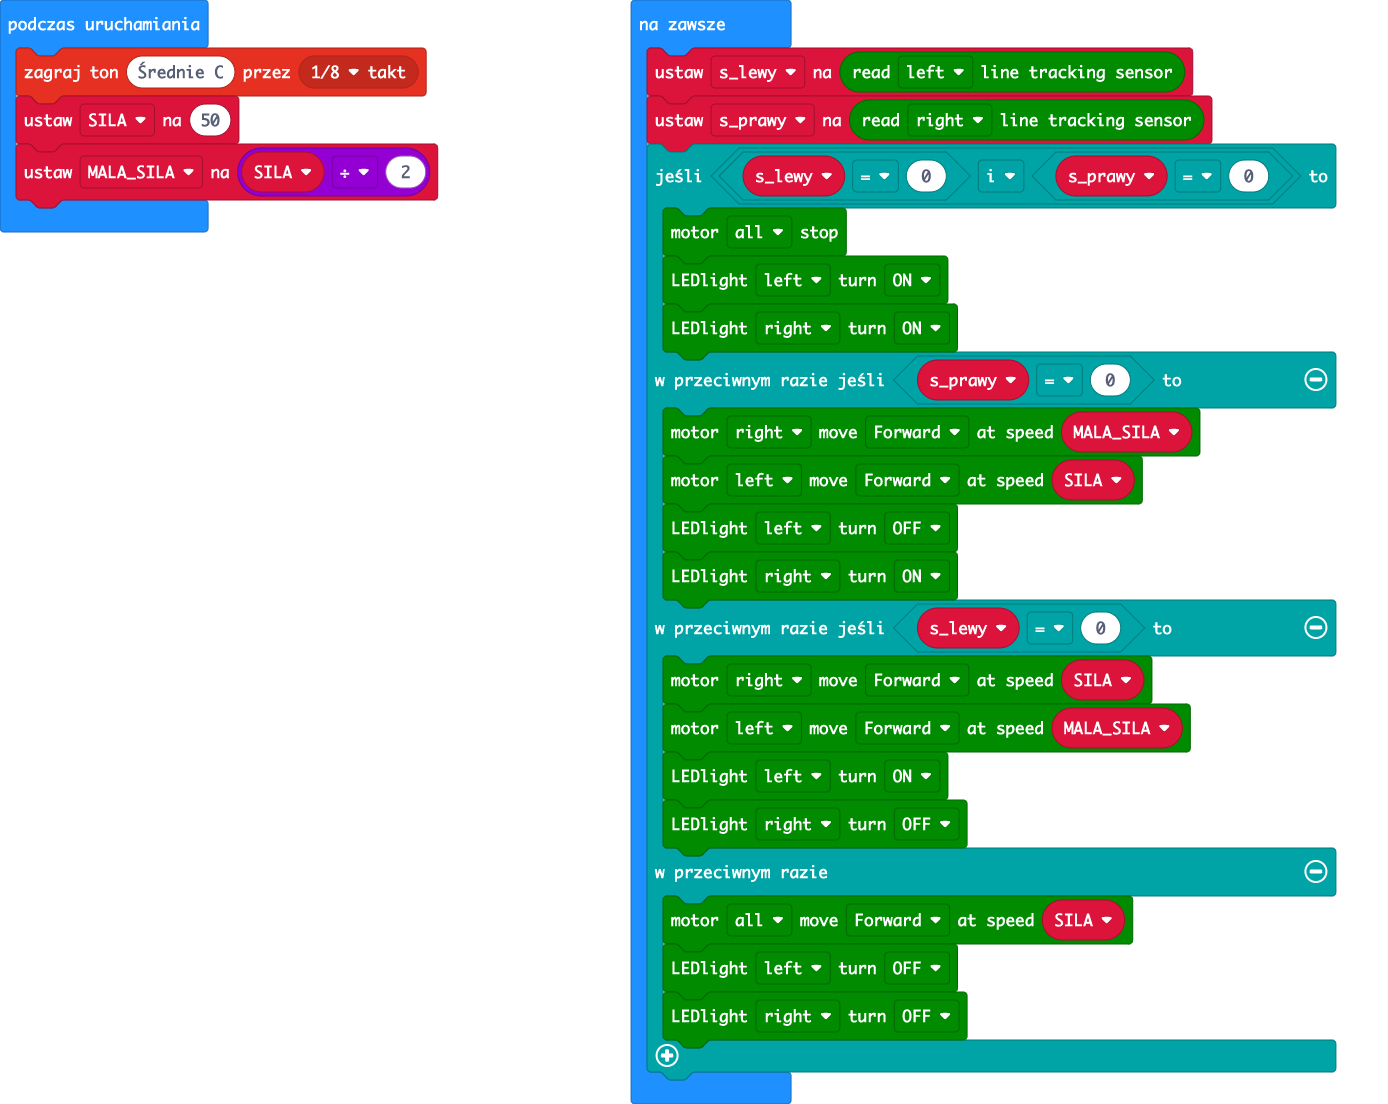 podczas uruchamiania
zagraj ton Średnie C przez 1/8 takt
ustaw SILA na 50
ustaw MALA_SILA na SILA ÷ 2
na zawsze
ustaw s_lewy na read left line tracking sensor
ustaw s_prawy na read right line tracking sensor
jeśli s_lewy = 0 i s_prawy = 0 to
motor all stop
LEDlight left turn ON
LEDlight right turn ON
w przeciwnym razie jeśli s_prawy = 0 to
motor right move Forward at speed MALA_SILA
motor left move Forward at speed SILA
LEDlight left turn OFF
LEDlight right turn ON
w przeciwnym razie jeśli s_lewy = 0 to
motor right move Forward at speed SILA
motor left move Forward at speed MALA_SILA
LEDlight left turn ON
LEDlight right turn OFF
w przeciwnym razie
motor all move Forward at speed SILA
LEDlight left turn OFF
LEDlight right turn OFF